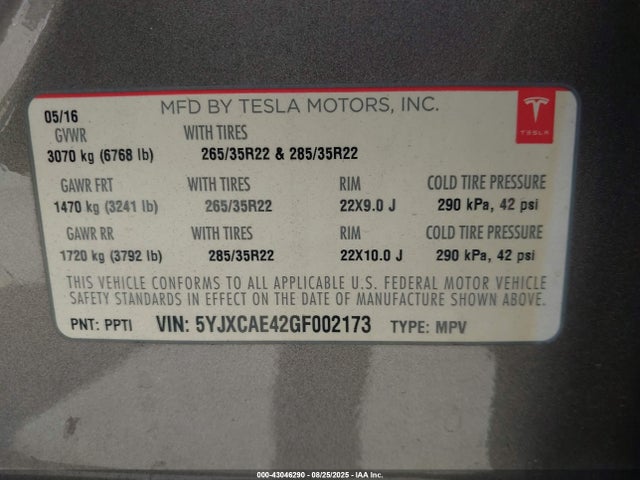 MFD BY TESLA MOTORS, INC.
05/16
GVWR WITH TIRES
3070 kg (6768 lb) 265/35R22 & 285/35R22
GAWR FRT WITH TIRES RIM COLD TIRE PRESSURE
1470 kg (3241 lb) 265/35R22 22X9.0 J 290 kPa, 42 psi
GAWR RR WITH TIRES RIM COLD TIRE PRESSURE
1720 kg (3792 lb) 285/35R22 22X10.0 J 290 kPa, 42 psi
THIS VEHICLE CONFORMS TO ALL APPLICABLE U.S. FEDERAL MOTOR VEHICLE
SAFETY STANDARDS IN EFFECT ON THE DATE OF MANUFACTURE SHOWN ABOVE.
PNT: PPTI VIN: 5YJXCAE42GF002173 TYPE: MPV
TESLA
000-43046290 - 08/25/2025 - IAA Inc.